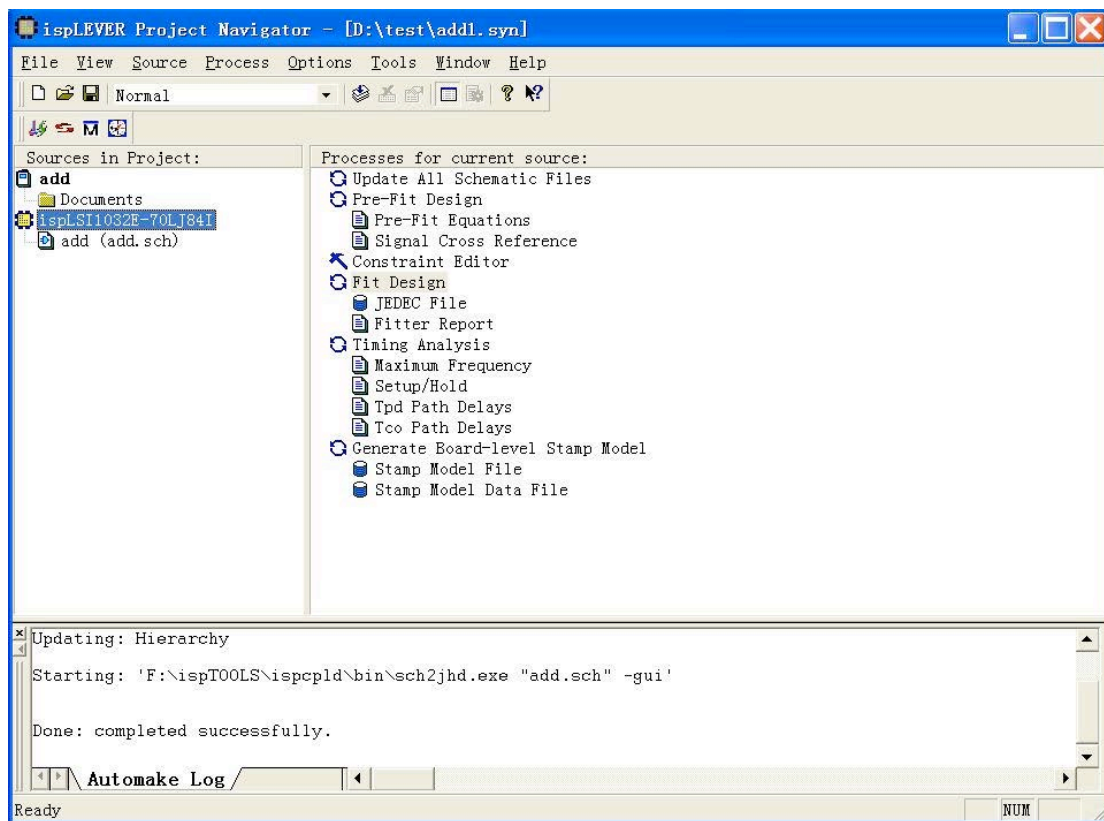 ispLEVER Project Navigator - [D:\test\add1.syn]
File View Source Process Options Tools Window Help
Normal
Sources in Project:
add
Documents
ispLSI1032E-70LJ84I
add (add.sch)
Processes for current source:
Update All Schematic Files
Pre-Fit Design
Pre-Fit Equations
Signal Cross Reference
Constraint Editor
Fit Design
JEDEC File
Fitter Report
Timing Analysis
Maximum Frequency
Setup/Hold
Tpd Path Delays
Tco Path Delays
Generate Board-level Stamp Model
Stamp Model File
Stamp Model Data File
Updating: Hierarchy
Starting: 'F:\ispTOOLS\ispcpld\bin\sch2jhd.exe "add.sch" -gui'
Done: completed successfully.
Automake Log
Ready
NUM